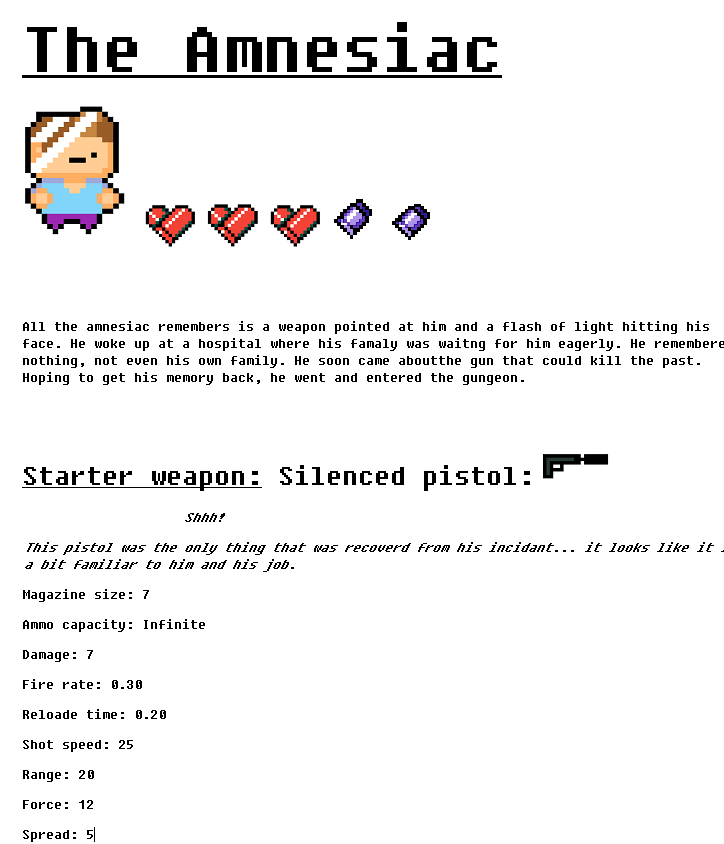 The Amnesiac
All the amnesiac remembers is a weapon pointed at him and a flash of light hitting his
face. He woke up at a hospital where his famaly was waitng for him eagerly. He remembere
nothing, not even his own family. He soon came aboutthe gun that could kill the past.
Hoping to get his memory back, he went and entered the gungeon.
Starter weapon: Silenced pistol:
Shhh!
This pistol was the only thing that was recoverd from his incidant... it looks like it
a bit familiar to him and his job.
Magazine size: 7
Ammo capacity: Infinite
Damage: 7
Fire rate: 0.30
Reloade time: 0.20
Shot speed: 25
Range: 20
Force: 12
Spread: 5